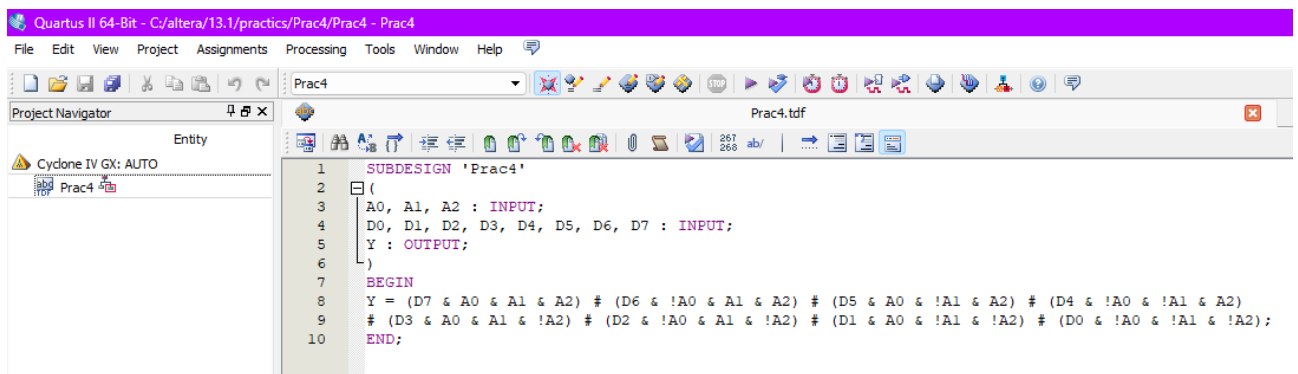 Quartus II 64-Bit - C:/altera/13.1/practics/Prac4/Prac4 - Prac4
File Edit View Project Assignments Processing Tools Window Help
Prac4
Project Navigator
Prac4.tdf
Entity
267
268
ab/
Cyclone IV GX: AUTO
abd
TDF
Prac4
1 SUBDESIGN 'Prac4'
2 (
3 A0, A1, A2 : INPUT;
4 D0, D1, D2, D3, D4, D5, D6, D7 : INPUT;
5 Y : OUTPUT;
6 )
7 BEGIN
8 Y = (D7 & A0 & A1 & A2) # (D6 & !A0 & A1 & A2) # (D5 & A0 & !A1 & A2) # (D4 & !A0 & !A1 & A2)
9 # (D3 & A0 & A1 & !A2) # (D2 & !A0 & A1 & !A2) # (D1 & A0 & !A1 & !A2) # (D0 & !A0 & !A1 & !A2);
10 END;